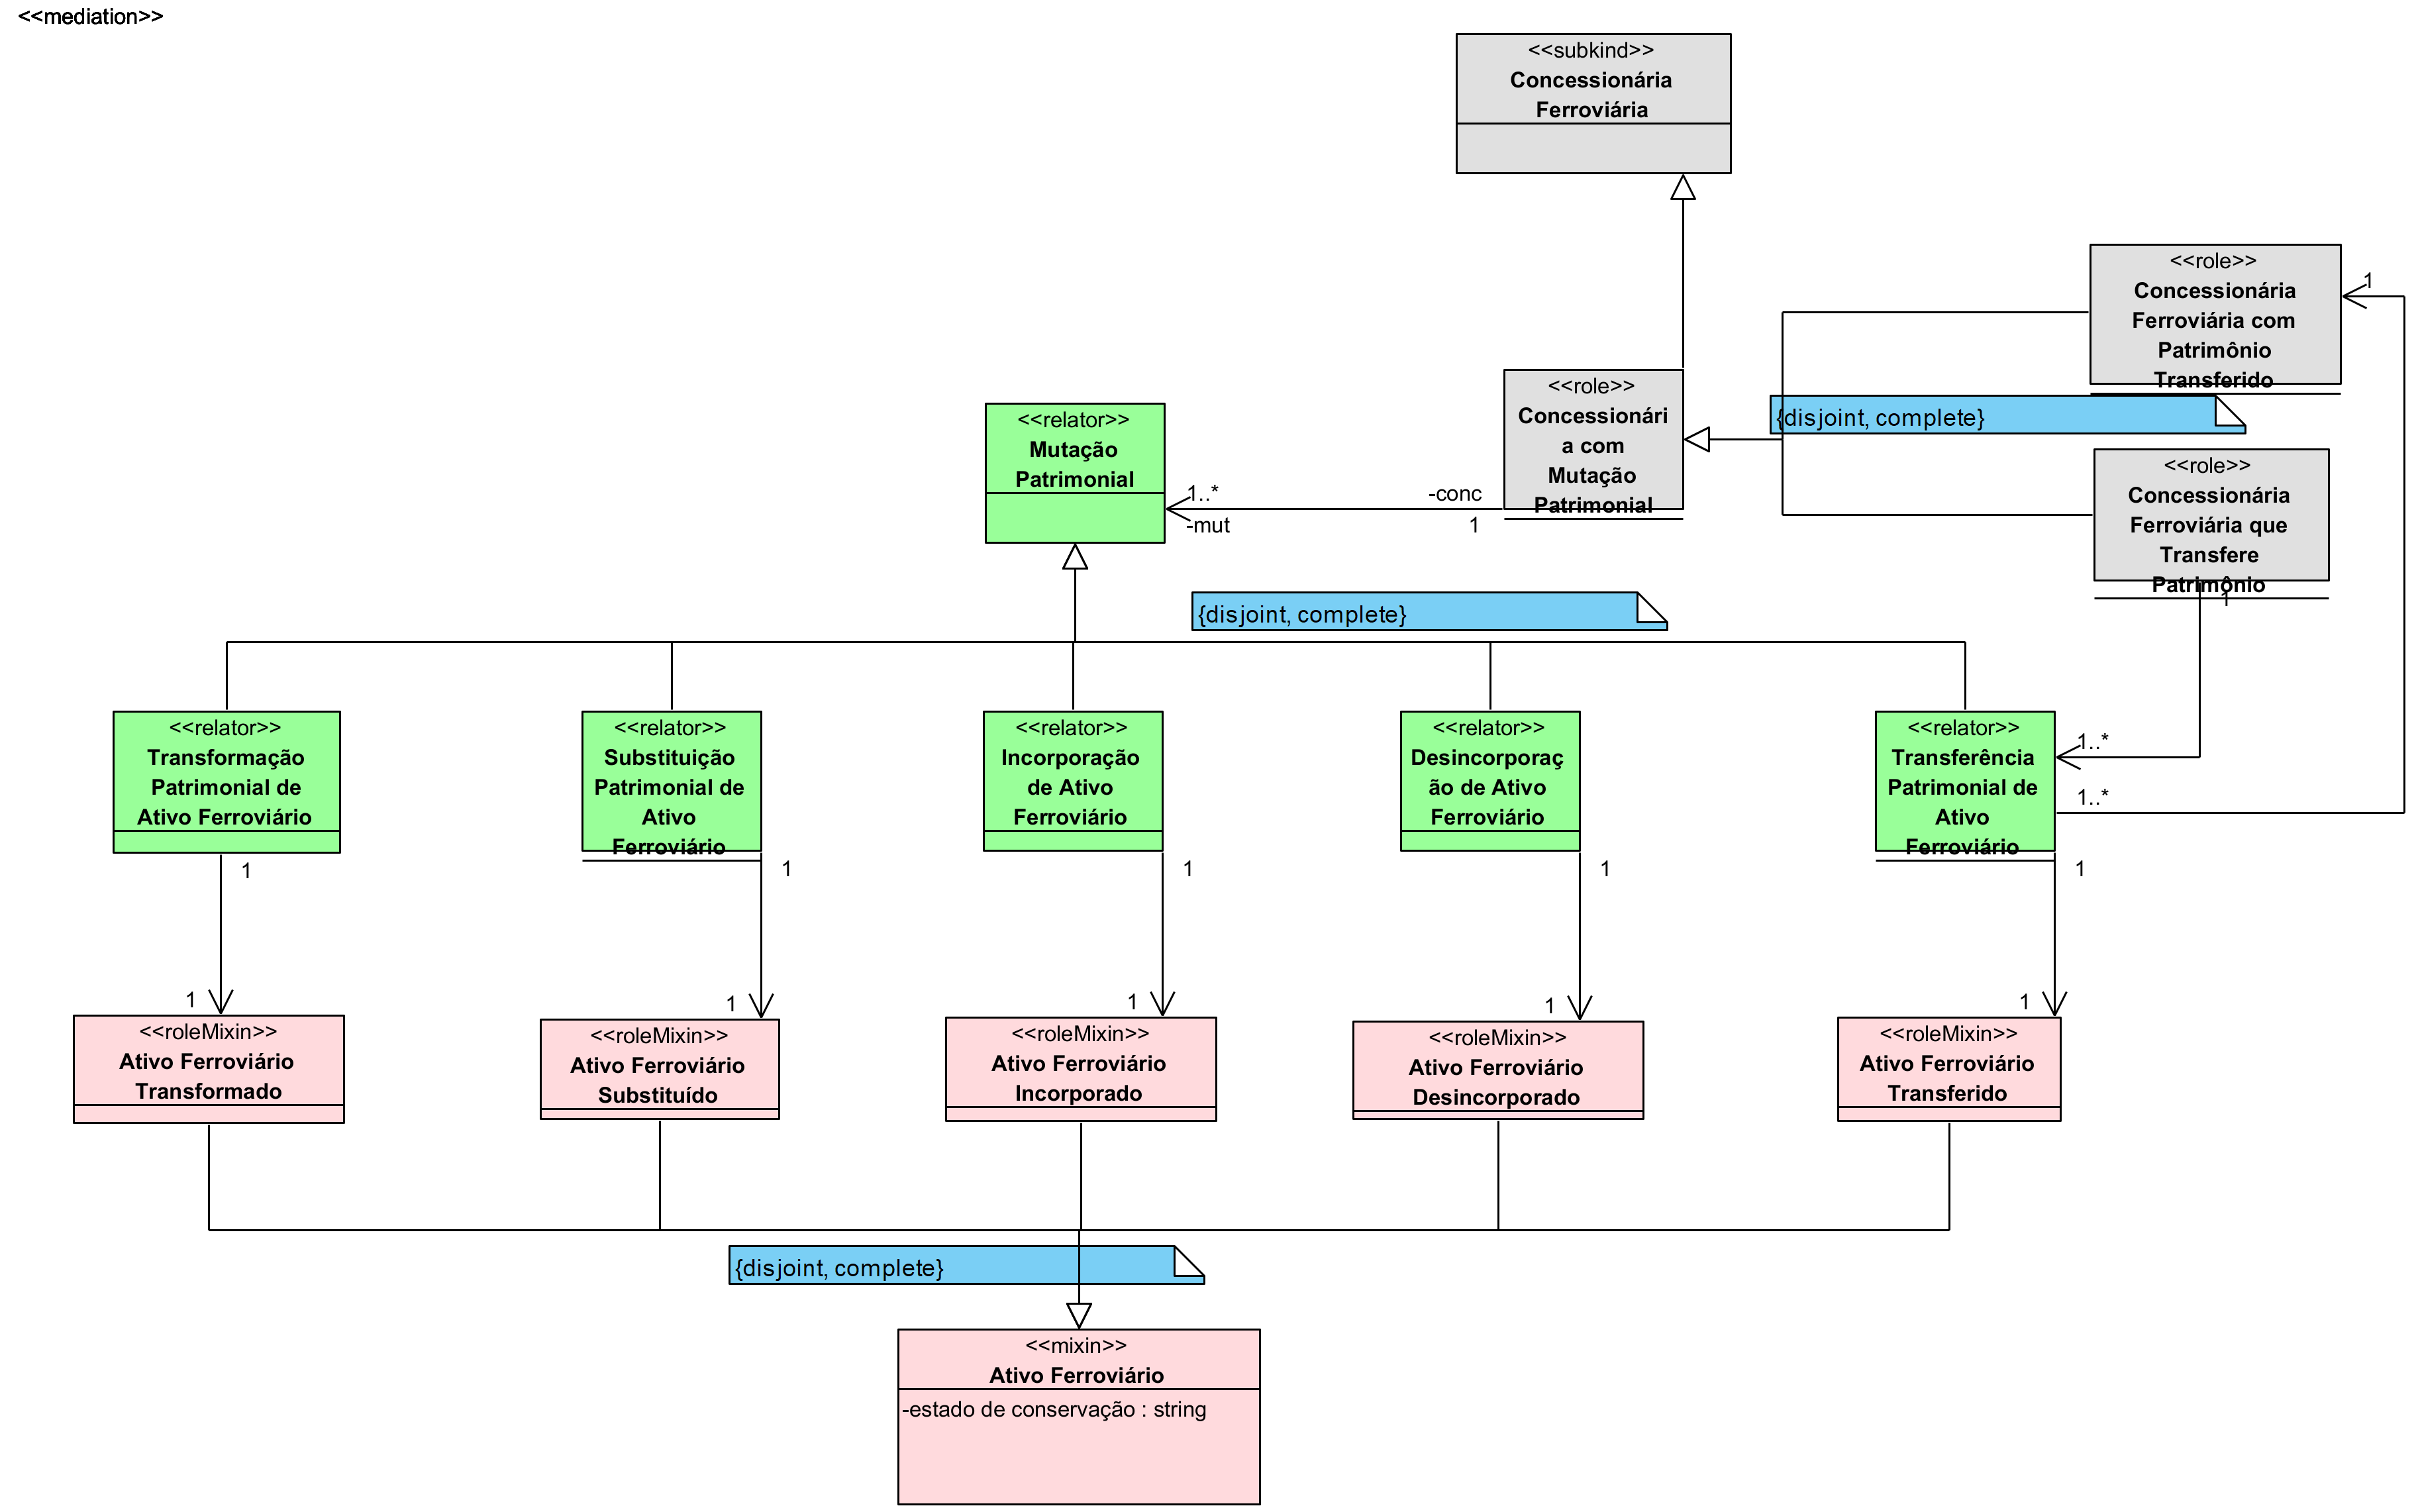 <<mediation>>
<<subkind>>
Concessionária
Ferroviária
<<role>>
Concessionária
Ferroviária com
Patrimônio
Transferido
1
{disjoint, complete}
<<role>>
Concessionári
a com
Mutação
Patrimonial
<<relator>>
Mutação
Patrimonial
1..*
-mut
-conc
1
<<role>>
Concessionária
Ferroviária que
Transfere
Patrimônio
1
{disjoint, complete}
<<relator>>
Transformação
Patrimonial de
Ativo Ferroviário
<<relator>>
Substituição
Patrimonial de
Ativo
Ferroviário
<<relator>>
Incorporação
de Ativo
Ferroviário
<<relator>>
Desincorporaç
ão de Ativo
Ferroviário
<<relator>>
Transferência
Patrimonial de
Ativo
Ferroviário
1..*
1..*
1
1
1
1
1
1
1
1
1
1
<<roleMixin>>
Ativo Ferroviário
Transformado
<<roleMixin>>
Ativo Ferroviário
Substituído
<<roleMixin>>
Ativo Ferroviário
Incorporado
<<roleMixin>>
Ativo Ferroviário
Desincorporado
<<roleMixin>>
Ativo Ferroviário
Transferido
{disjoint, complete}
<<mixin>>
Ativo Ferroviário
-estado de conservação : string